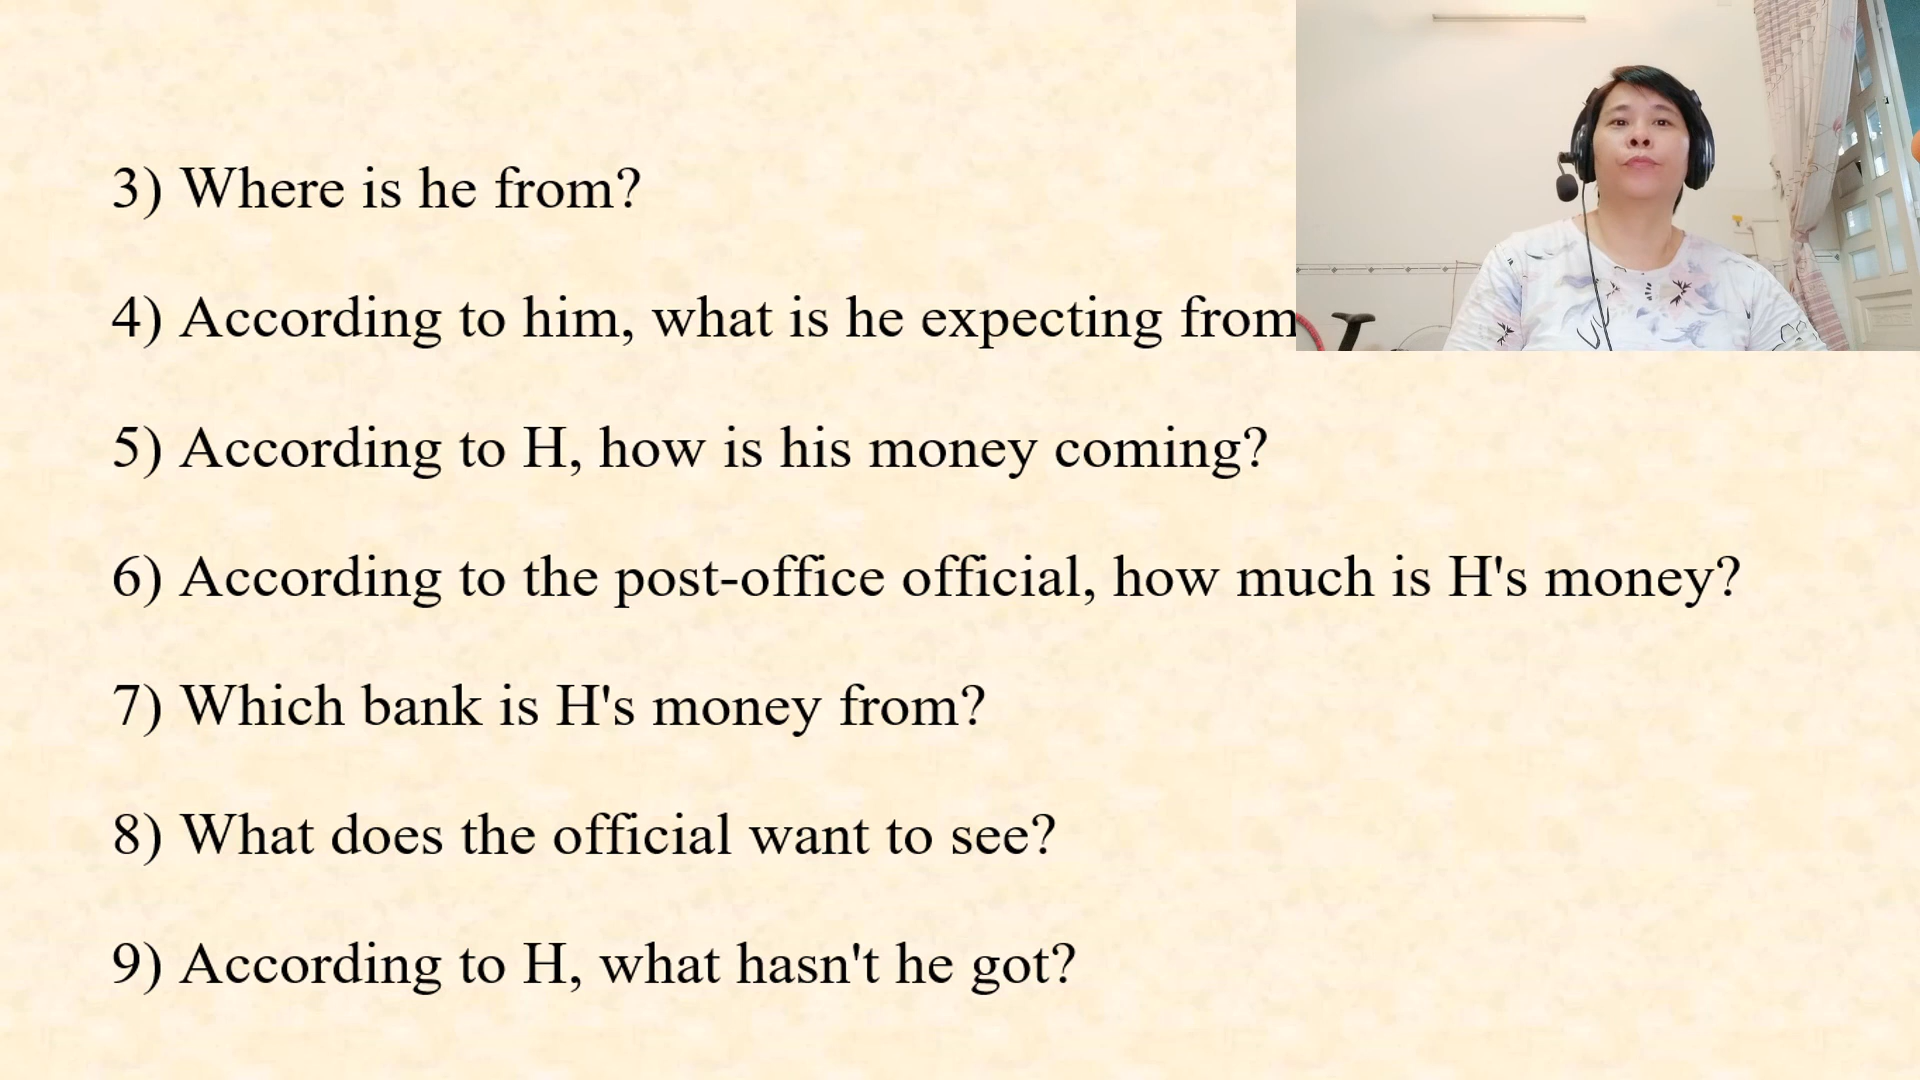 3) Where is he from?
4) According to him, what is he expecting from
5) According to H, how is his money coming?
6) According to the post-office official, how much is H's money?
7) Which bank is H's money from?
8) What does the official want to see?
9) According to H, what hasn't he got?